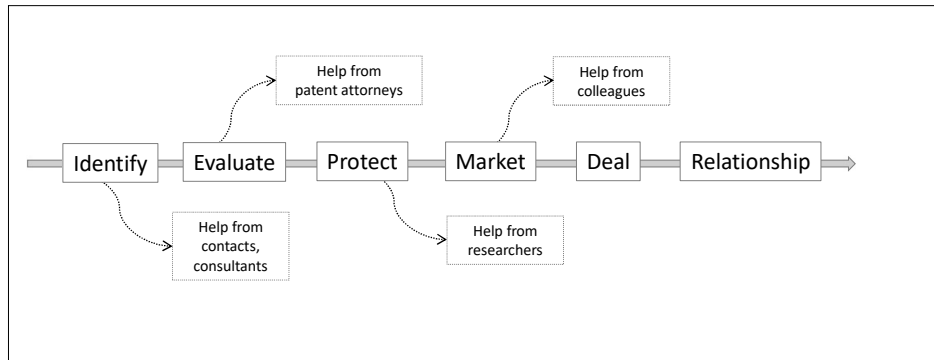 Help from
patent attorneys
Help from
colleagues
Identify
Evaluate
Protect
Market
Deal
Relationship
Help from
contacts,
consultants
Help from
researchers